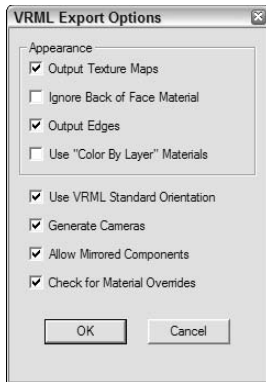 VRML Export Options
Appearance
Output Texture Maps
Ignore Back of Face Material
Output Edges
Use "Color By Layer" Materials
Use VRML Standard Orientation
Generate Cameras
Allow Mirrored Components
Check for Material Overrides
OK Cancel